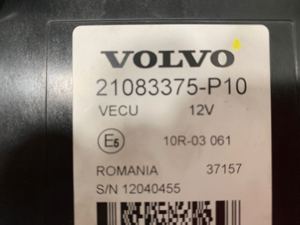 VOLVO
21083375-P10
VECU 12V
E5 10R-03 061
ROMANIA 37157
S/N 12040455